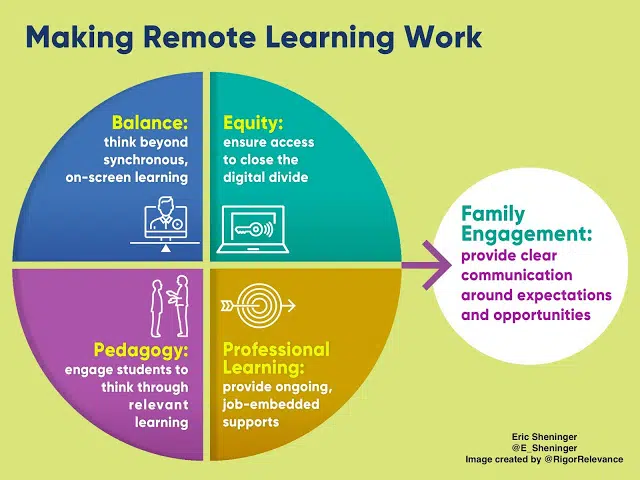 Making Remote Learning Work
Balance:
think beyond
synchronous,
on-screen learning
Equity:
ensure access
to close the
digital divide
Pedagogy:
engage students to
think through
relevant
learning
Professional
Learning:
provide ongoing,
job-embedded
supports
Family
Engagement:
provide clear
communication
around expectations
and opportunities
Eric Sheninger
@E_Sheninger
Image created by @RigorRelevance